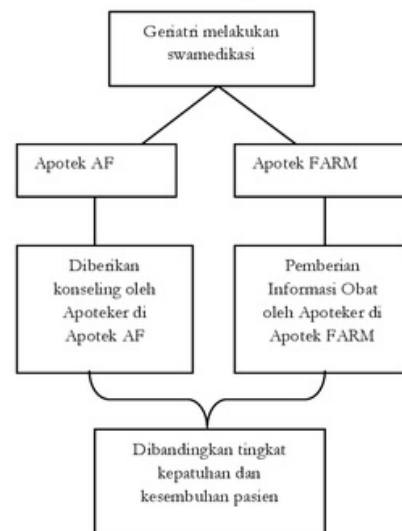 Geriatri melakukan
swamedikasi
Apotek AF
Apotek FARM
Diberikan
konseling oleh
Apoteker di
Apotek AF
Pemberian
Informasi Obat
oleh Apoteker di
Apotek FARM
Dibandingkan tingkat
kepatuhan dan
kesembuhan pasien